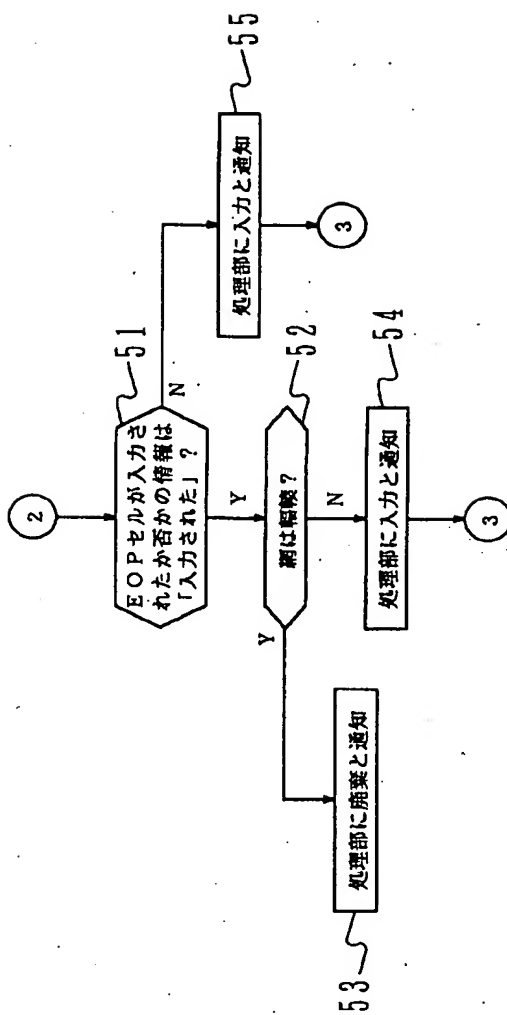 2
EOPセルが入力さ
れたか否かの情報は
「入力された」?
51
N
Y
処理部に入力と通知
55
3
網は輻輳?
52
Y
N
処理部に廃棄と通知
53
処理部に入力と通知
54
3